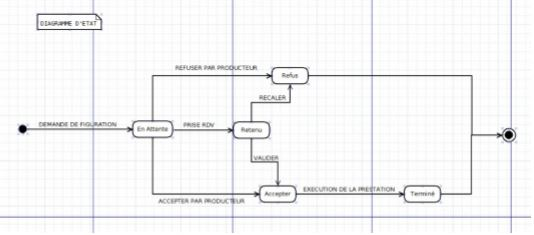 DIAGRAMME D'ETAT
REFUSER PAR PRODUCTEUR
Refus
RECALER
DEMANDE DE FIGURATION
En Attente
PRISE RDV
Retenu
VALIDER
Accepter
EXECUTION DE LA PRESTATION
Terminé
ACCEPTER PAR PRODUCTEUR